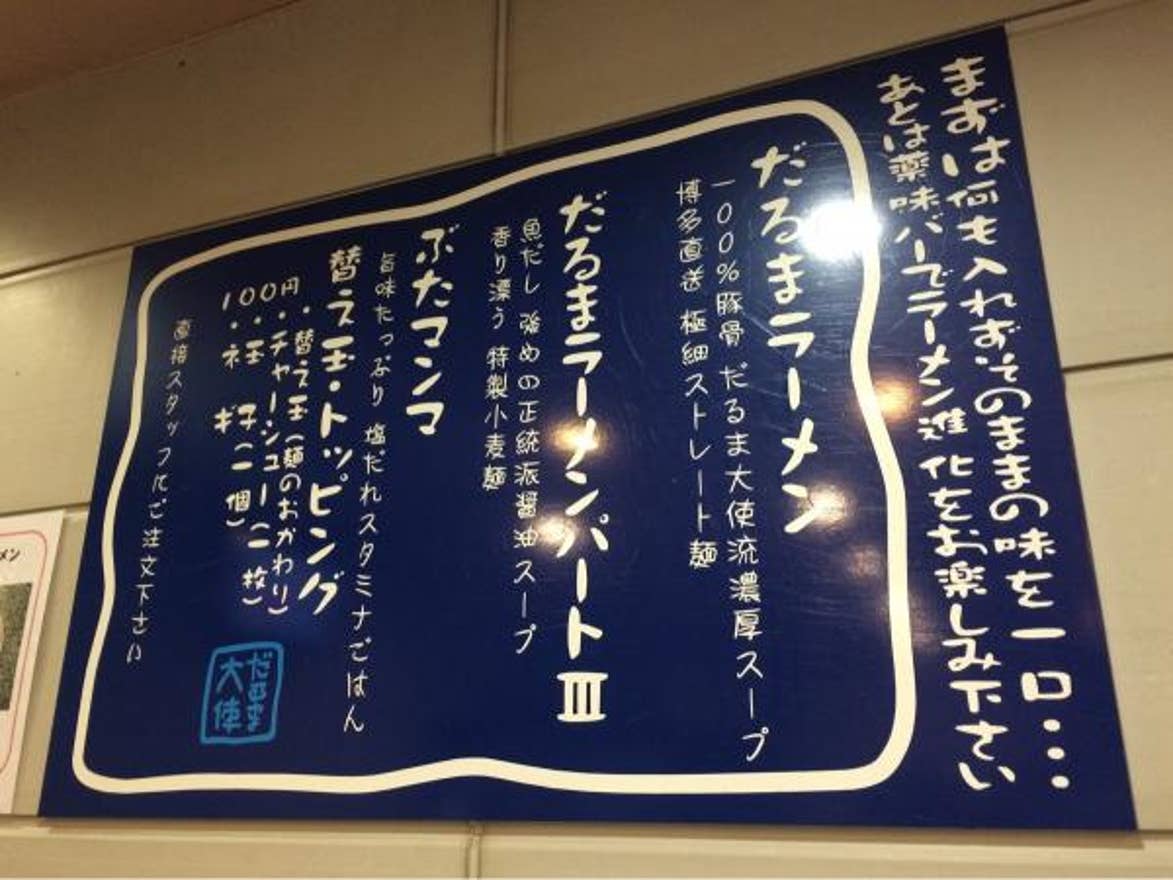 まずは何も入れずそのままの味を一口…
あとは薬味バーでラーメン進化をお楽しみ下さい
だるまラーメン
一〇〇%豚骨 だるま大使流濃厚スープ
博多直送 極細ストレート麺
だるまラーメンパートIII
魚だし 強めの正統派醤油スープ
香り漂う 特製小麦麺
ぶたマンマ
旨味たっぷり 塩だれスタミナごはん
替え玉・トッピング
100円・替え玉(麺のおかわり)
・チャーシュー(二枚)
・玉 子(一個)
・ネ ギ
直接スタッフにご注文下さい
だるま
大使
メン